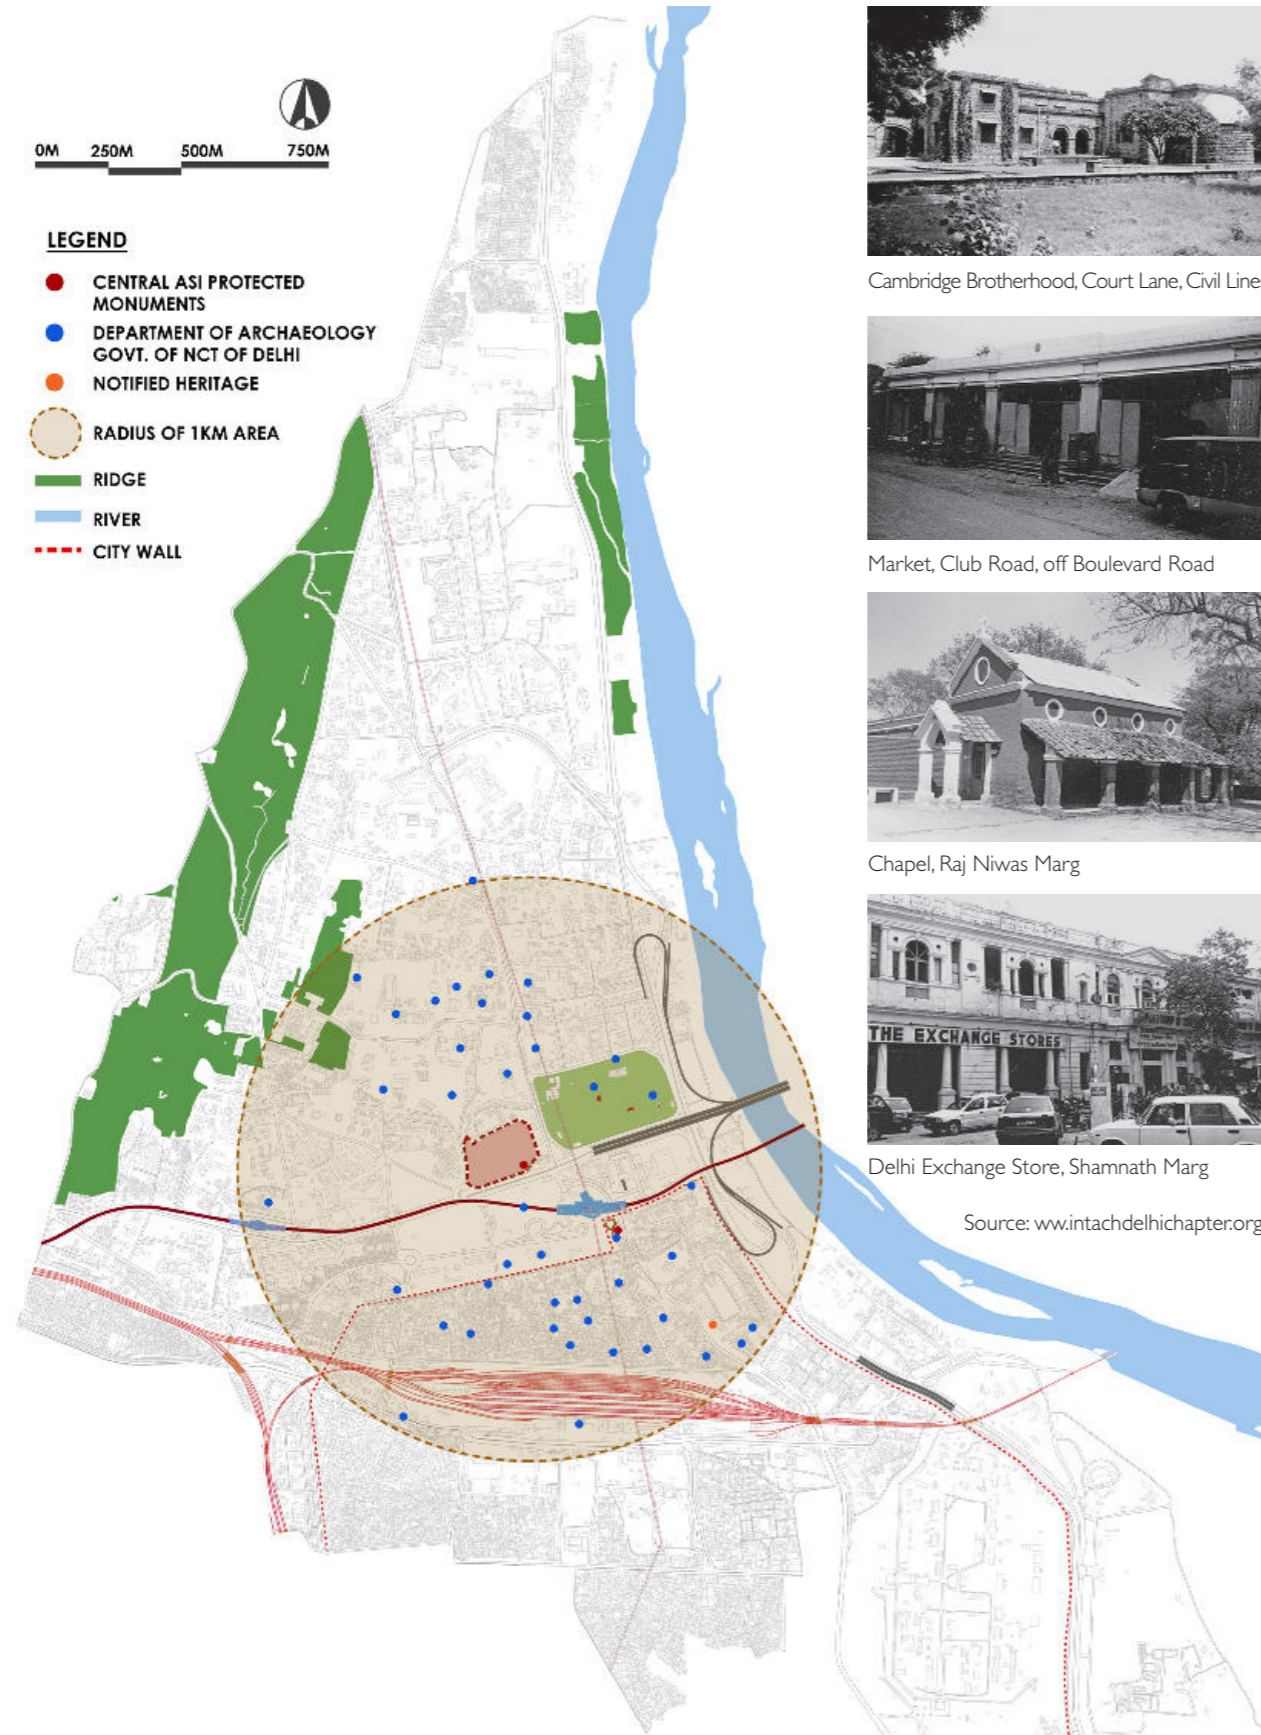 0M 250M 500M 750M
LEGEND
CENTRAL ASI PROTECTED
MONUMENTS
DEPARTMENT OF ARCHAEOLOGY
GOVT. OF NCT OF DELHI
NOTIFIED HERITAGE
RADIUS OF 1KM AREA
RIDGE
RIVER
CITY WALL
Cambridge Brotherhood, Court Lane, Civil Line
Market, Club Road, off Boulevard Road
Chapel, Raj Niwas Marg
THE EXCHANGE STORES
Delhi Exchange Store, Shamnath Marg
Source: ww.intachdelhichapter.org